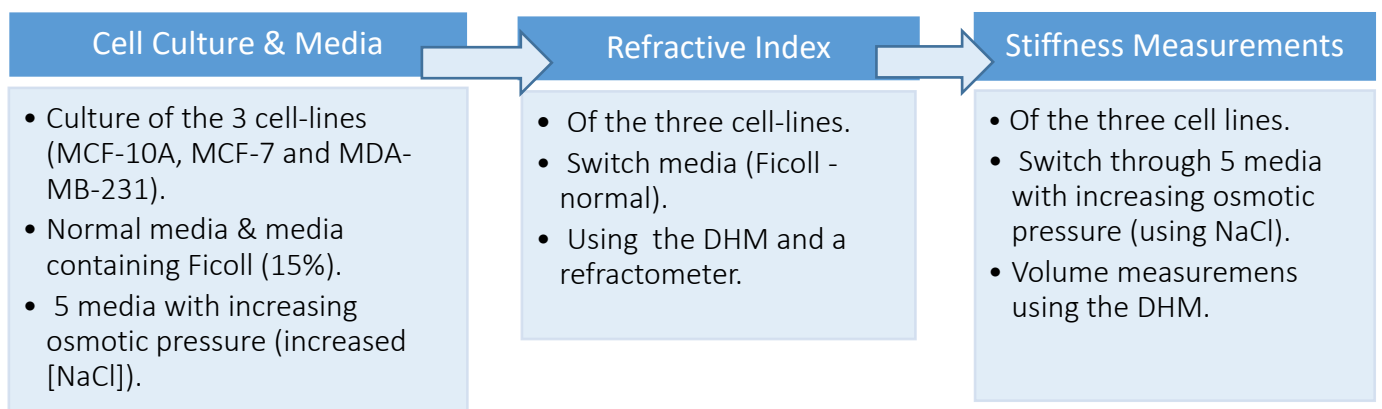 Cell Culture & Media
• Culture of the 3 cell-lines
(MCF-10A, MCF-7 and MDA-
MB-231).
• Normal media & media
containing Ficoll (15%).
• 5 media with increasing
osmotic pressure (increased
[NaCl]).
Refractive Index
• Of the three cell-lines.
• Switch media (Ficoll -
normal).
• Using the DHM and a
refractometer.
Stiffness Measurements
• Of the three cell lines.
• Switch through 5 media
with increasing osmotic
pressure (using NaCl).
• Volume measuremens
using the DHM.